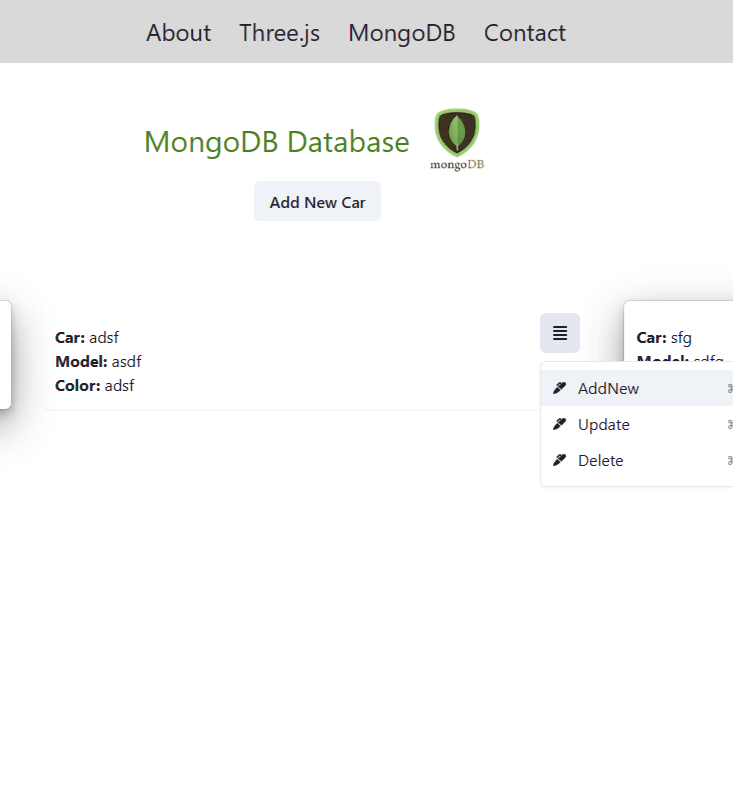 About Three.js MongoDB Contact
MongoDB Database
mongoDB
Add New Car
Car: adsf
Model: asdf
Color: adsf
Car: sfg
Model: sdfg
AddNew
Update
Delete